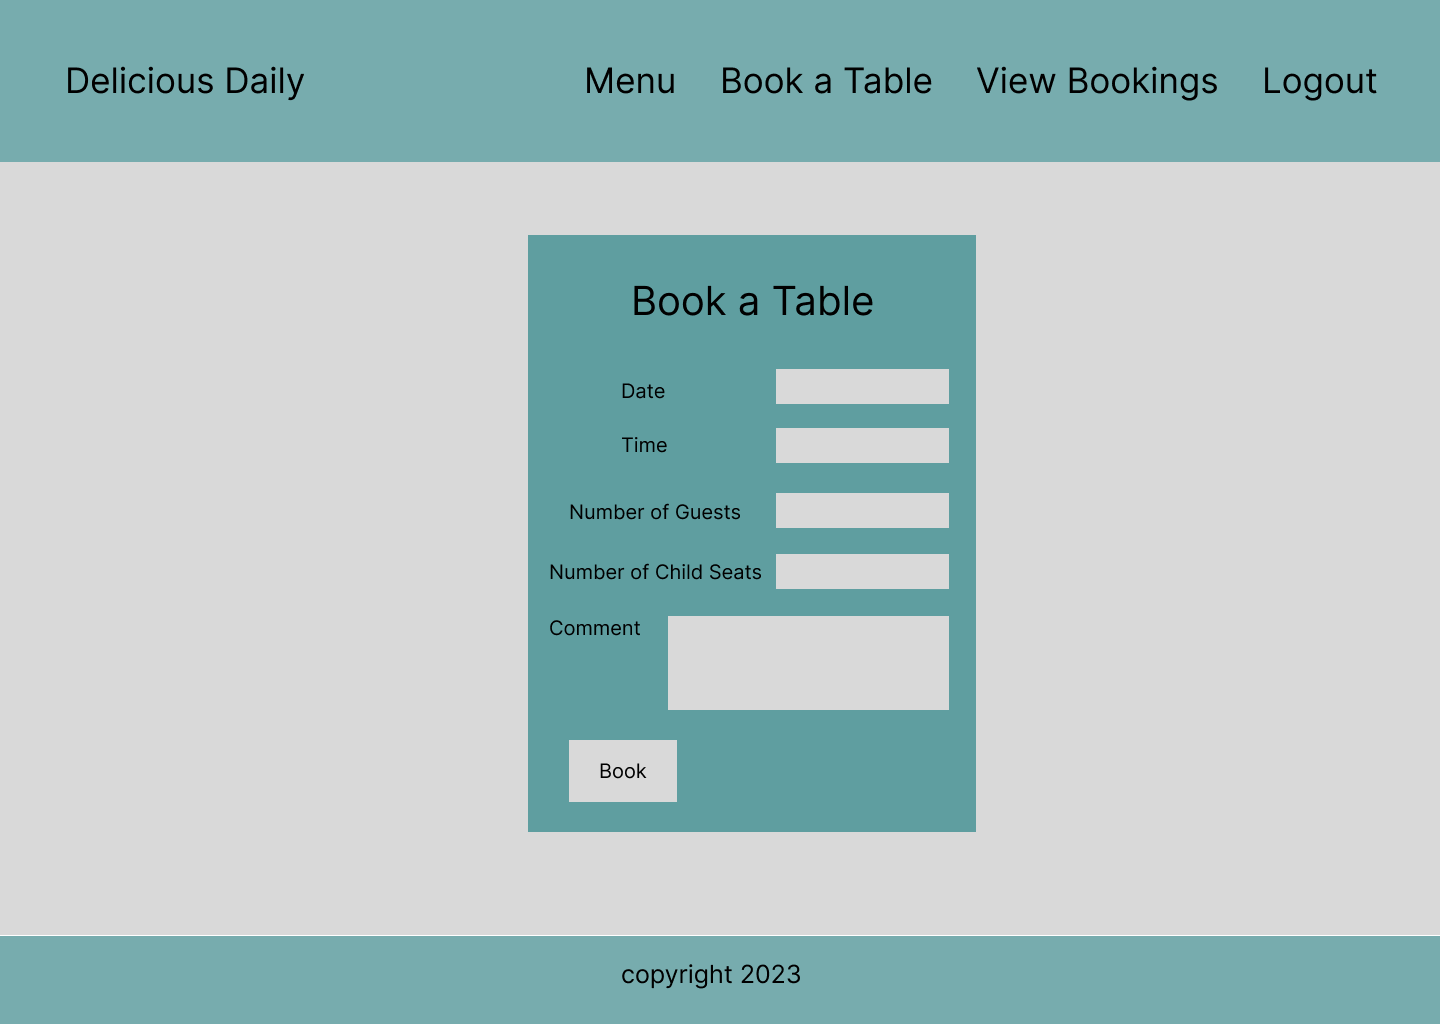 Delicious Daily Menu Book a Table View Bookings Logout
Book a Table
Date
Time
Number of Guests
Number of Child Seats
Comment
Book
copyright 2023